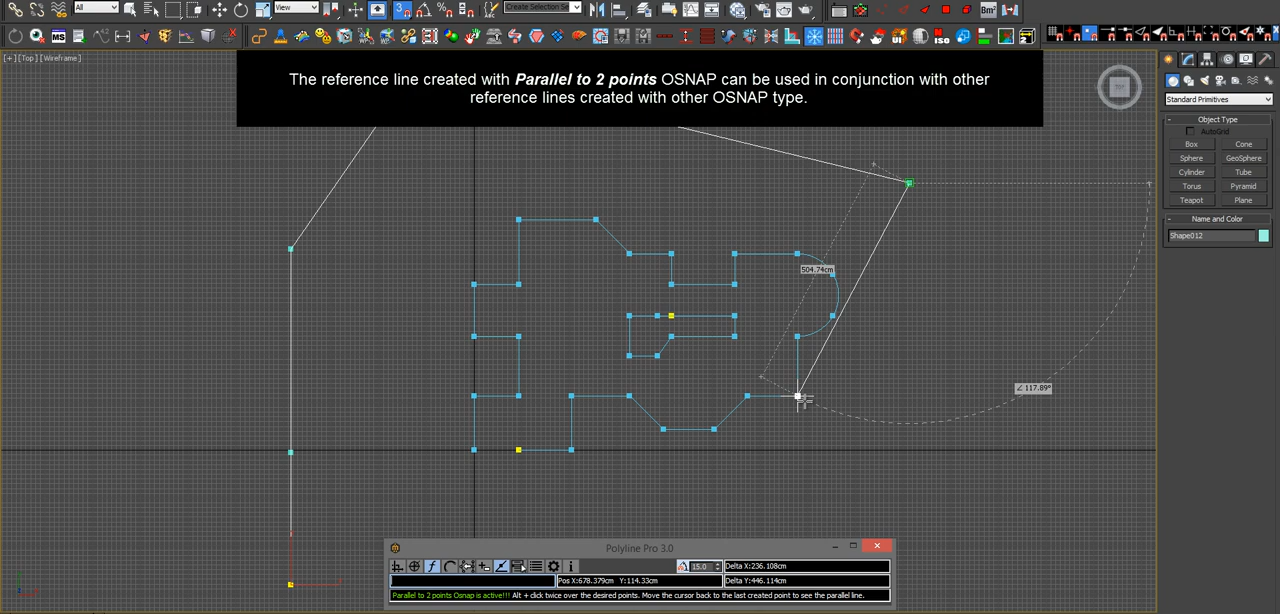 All
View
3
Create Selection Se
Bm²
MS
UI
ISO
[+] [Top] [Wireframe]
The reference line created with Parallel to 2 points OSNAP can be used in conjunction with other
reference lines created with other OSNAP type.
Standard Primitives
- Object Type
AutoGrid
Box Cone
Sphere GeoSphere
Cylinder Tube
Torus Pyramid
Teapot Plane
- Name and Color
Shape012
504.74cm
∠ 117.89°
Polyline Pro 3.0
15.0
Delta X:236.108cm
Pos X:678.379cm Y:114.33cm
Delta Y:446.114cm
Parallel to 2 points Osnap is active!!! Alt + click twice over the desired points. Move the cursor back to the last created point to see the parallel line.